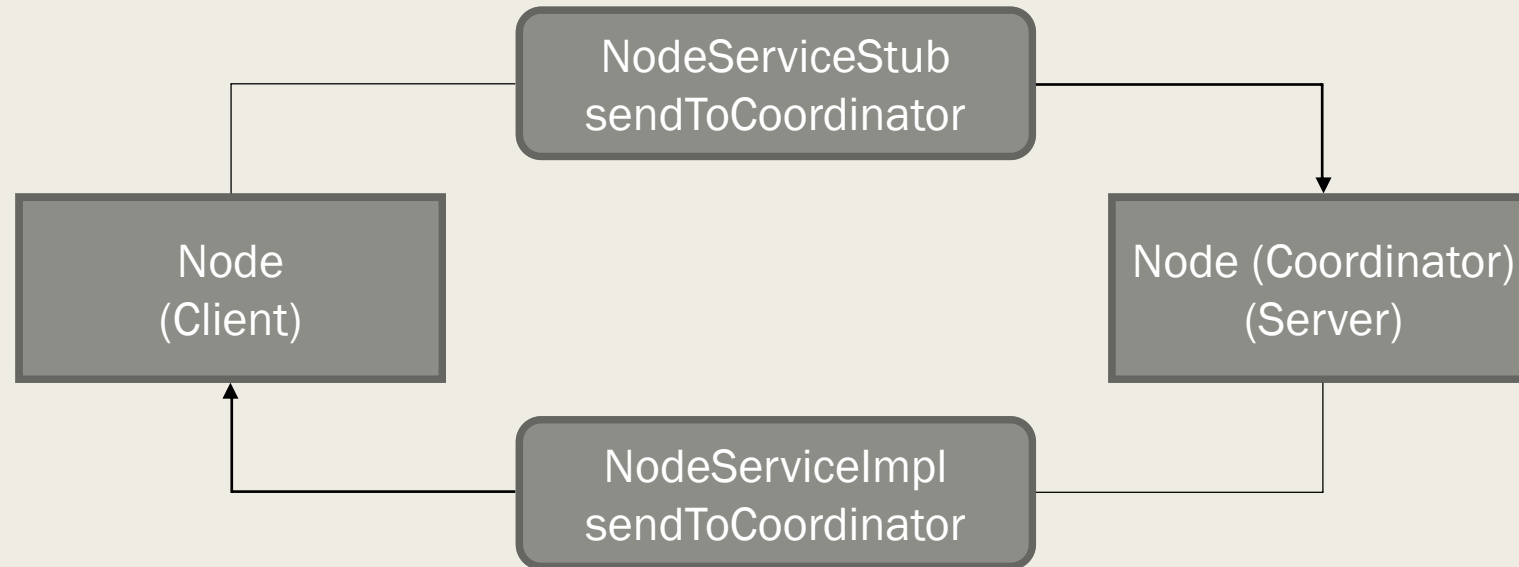 NodeServiceStub
sendToCoordinator
Node
(Client)
Node (Coordinator)
(Server)
NodeServiceImpl
sendToCoordinator